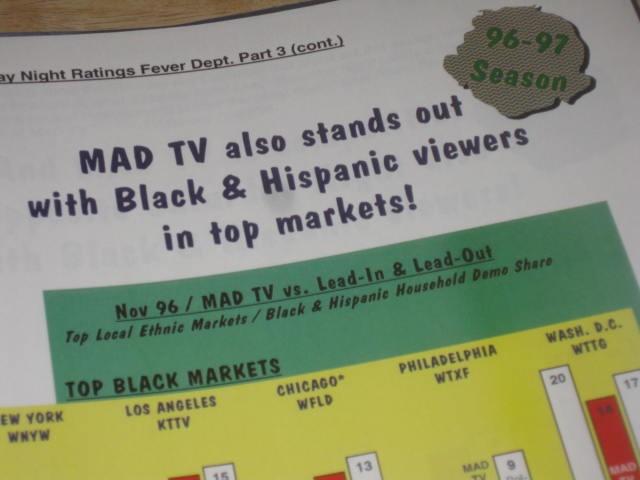 ay Night Ratings Fever Dept. Part 3 (cont.)
96-97
Season
MAD TV also stands out
with Black & Hispanic viewers
in top markets!
Nov 96 / MAD TV vs. Lead-In & Lead-Out
Top Local Ethnic Markets / Black & Hispanic Household Demo Share
TOP BLACK MARKETS
EW YORK
WNYW
LOS ANGELES
KTTV
CHICAGO*
WFLD
PHILADELPHIA
WTXF
WASH. D.C.
WTTG
15
13
MAD
TV
9
20
14
MAD
17